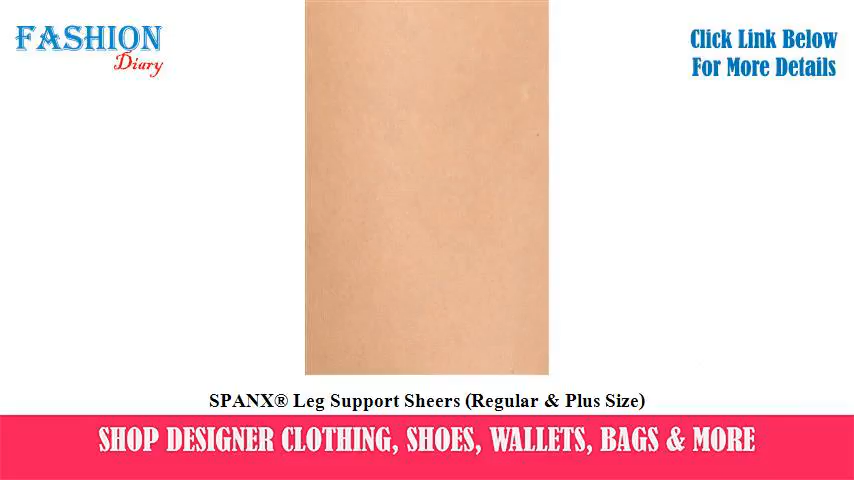 FASHION
Diary
Click Link Below
For More Details
SPANX® Leg Support Sheers (Regular & Plus Size)
SHOP DESIGNER CLOTHING, SHOES, WALLETS, BAGS & MORE